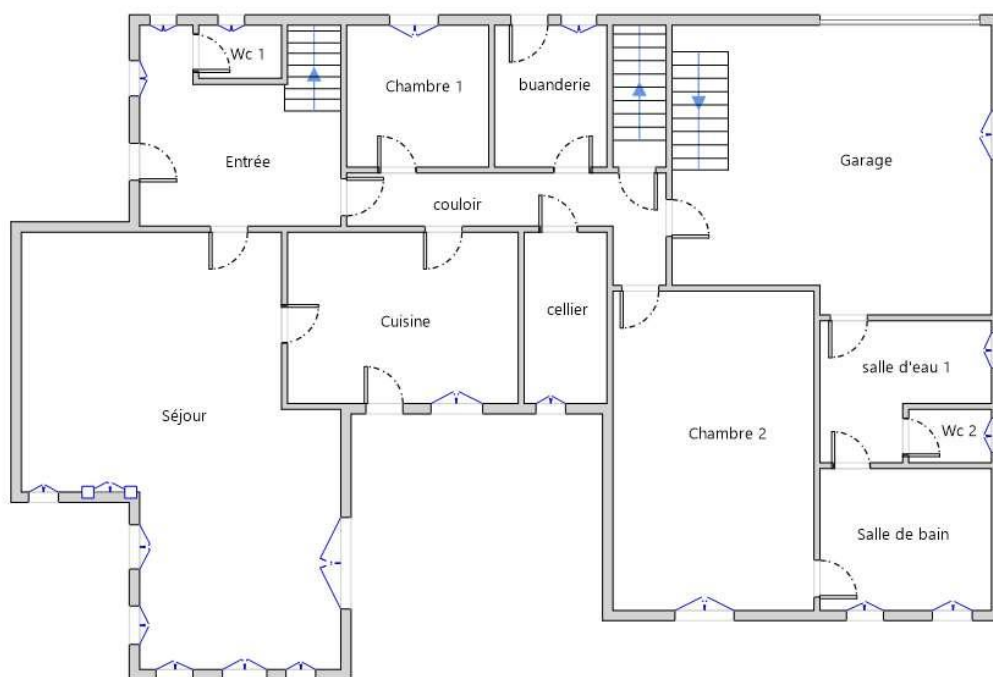 Wc 1
Chambre 1
buanderie
Entrée
Garage
couloir
Cuisine
cellier
salle d'eau 1
Séjour
Chambre 2
Wc 2
Salle de bain